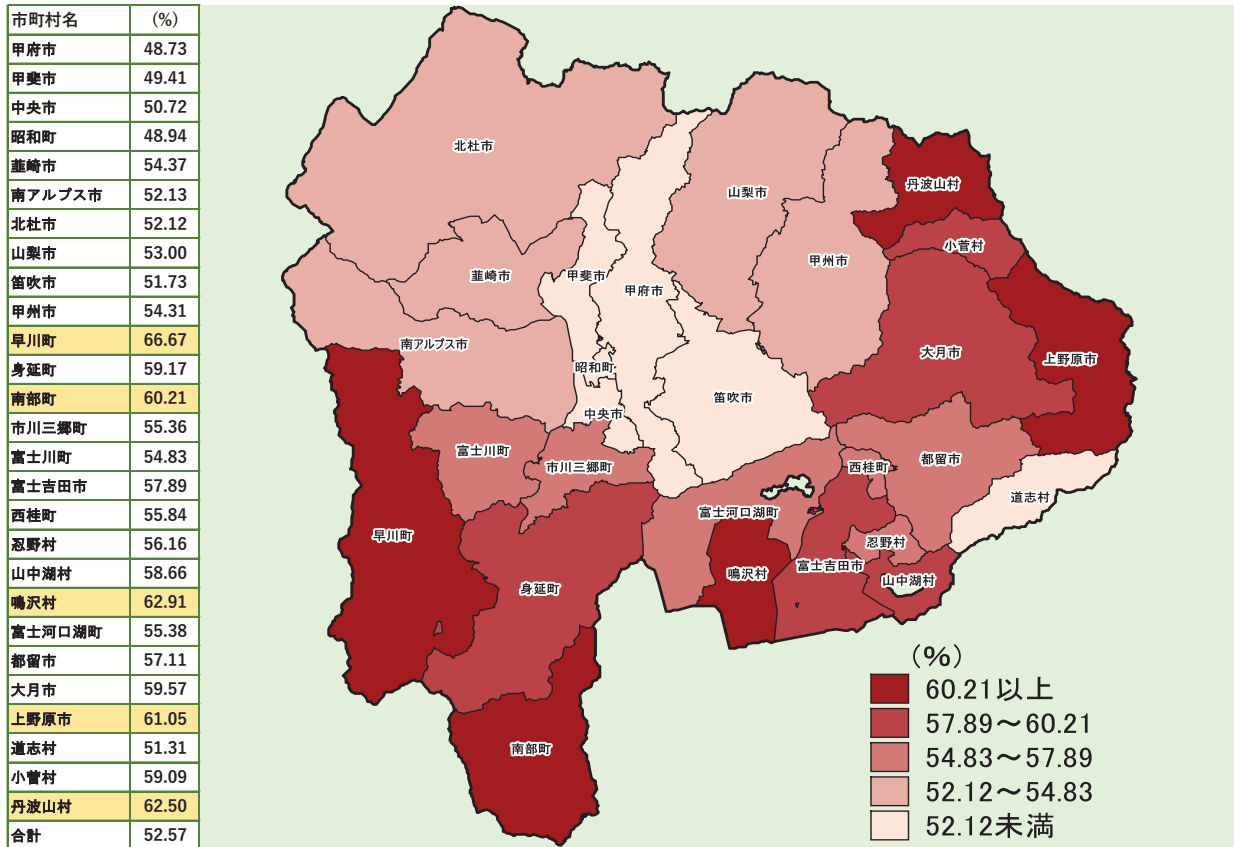 市町村名 (%)
甲府市 48.73
甲斐市 49.41
中央市 50.72
昭和町 48.94
韮崎市 54.37
南アルプス市 52.13
北杜市 52.12
山梨市 53.00
笛吹市 51.73
甲州市 54.31
早川町 66.67
身延町 59.17
南部町 60.21
市川三郷町 55.36
富士川町 54.83
富士吉田市 57.89
西桂町 55.84
忍野村 56.16
山中湖村 58.66
鳴沢村 62.91
富士河口湖町 55.38
都留市 57.11
大月市 59.57
上野原市 61.05
道志村 51.31
小菅村 59.09
丹波山村 62.50
合計 52.57
北杜市
丹波山村
山梨市
小菅村
甲州市
韮崎市
甲斐市
甲府市
南アルプス市
大月市
上野原市
昭和町
笛吹市
中央市
富士川町
市川三郷町
西桂町
都留市
道志村
富士河口湖町
早川町
忍野村
鳴沢村
富士吉田市
山中湖村
身延町
南部町
(%)
60.21以上
57.89～60.21
54.83～57.89
52.12～54.83
52.12未満